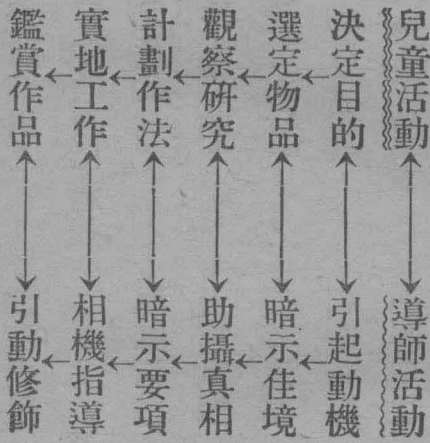 兒童活動
導師活動
決定目的
引起動機
選定物品
暗示佳境
觀察研究
助攝真相
計劃作法
暗示要項
實地工作
相機指導
鑑賞作品
引動修飾